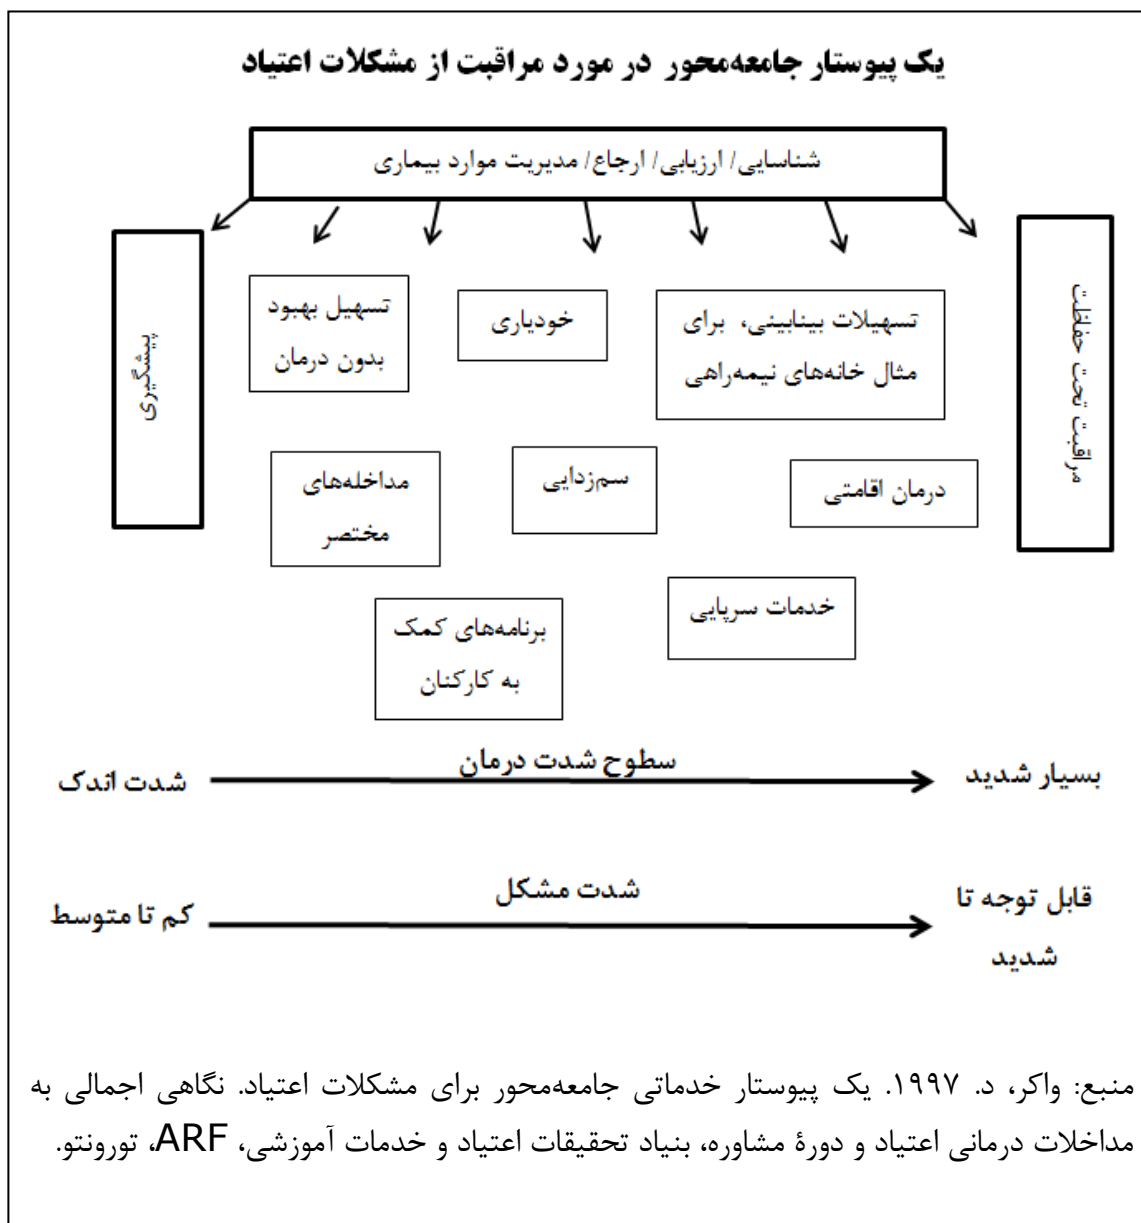 یک پیوستار جامعه‌محور در مورد مراقبت از مشکلات اعتیاد
شناسایی/ ارزیابی/ ارجاع/ مدیریت موارد بیماری
مراقبت تحت حفاظت
تسهیلات بینابینی، برای
مثال خانه‌های نیمه‌راهی
خودیاری
تسهیل بهبود
بدون درمان
پیشگیری
درمان اقامتی
سم‌زدایی
مداخله‌های
مختصر
خدمات سرپایی
برنامه‌های کمک
به کارکنان
بسیار شدید
سطوح شدت درمان
شدت اندک
قابل توجه تا
شدید
شدت مشکل
کم تا متوسط
منبع: واکر، د. ۱۹۹۷. یک پیوستار خدماتی جامعه‌محور برای مشکلات اعتیاد. نگاهی اجمالی به
مداخلات درمانی اعتیاد و دورۀ مشاوره، بنیاد تحقیقات اعتیاد و خدمات آموزشی، ARF، تورونتو.